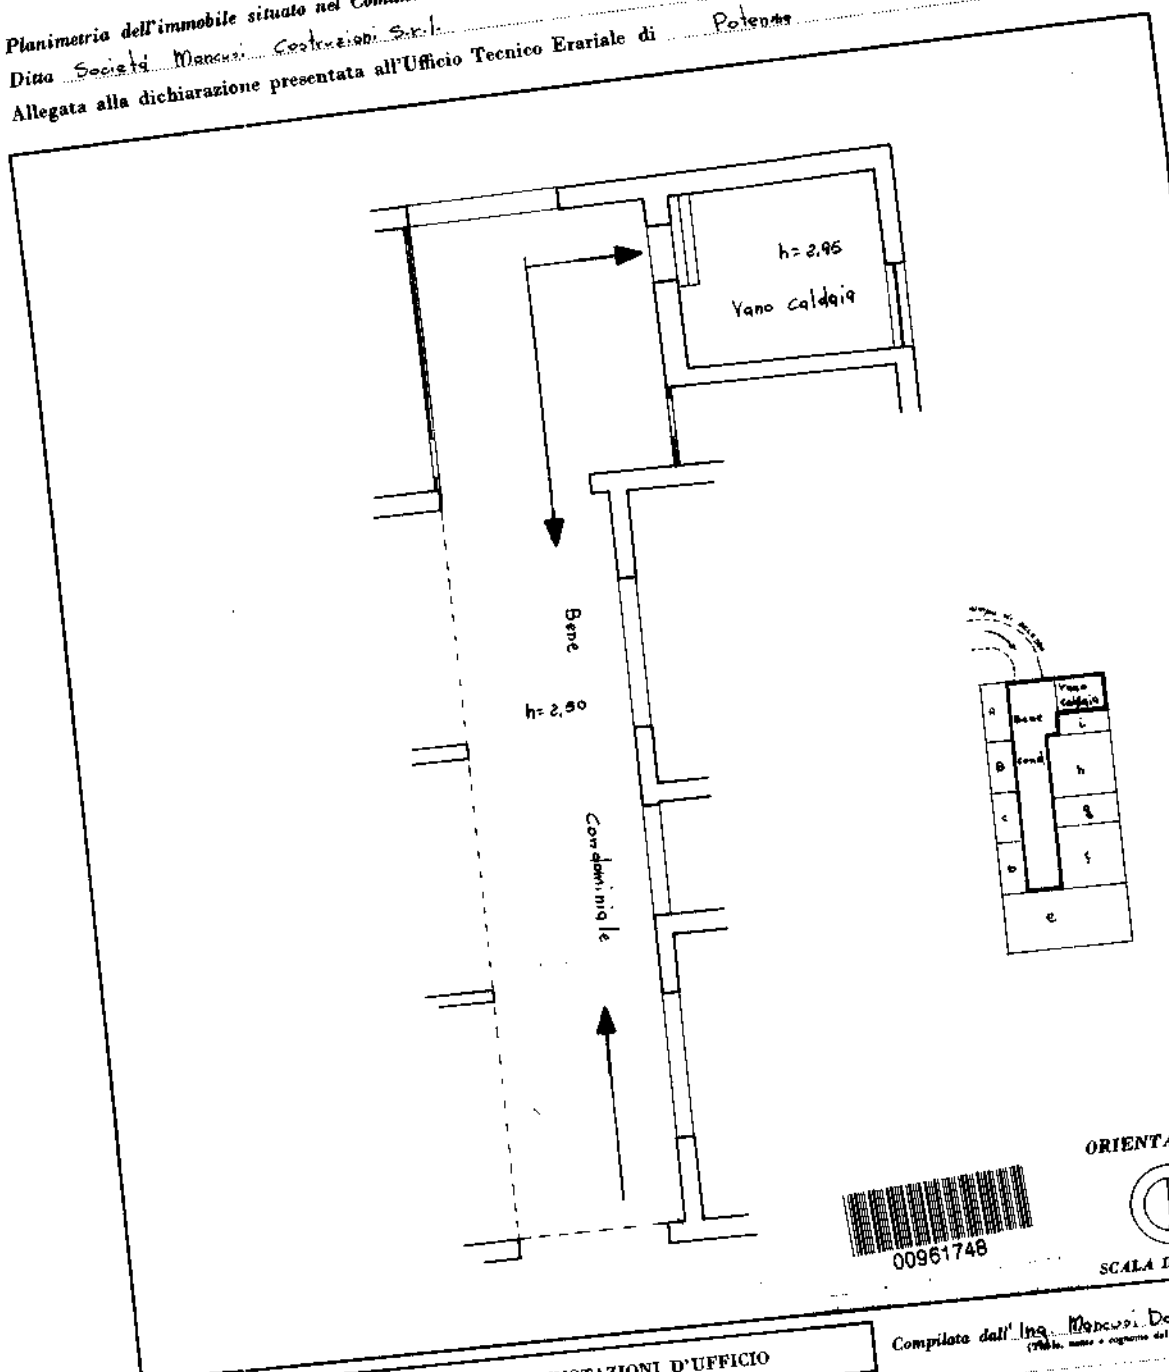 Planimetria dell'immobile situato nel
Ditta Società Mancusi Costruzioni S.r.l.
Allegata alla dichiarazione presentata all'Ufficio Tecnico Erariale di Potenza
h= 2,95
Vano caldaia
Bene
h= 2,50
Condominiale
Vano
caldaia
A
Bene
i
B
cond.
h
c
g
D
f
e
ORIENTA
00961748
SCALA D
Compilata dall' Ing. Mancusi
D'UFFICIO